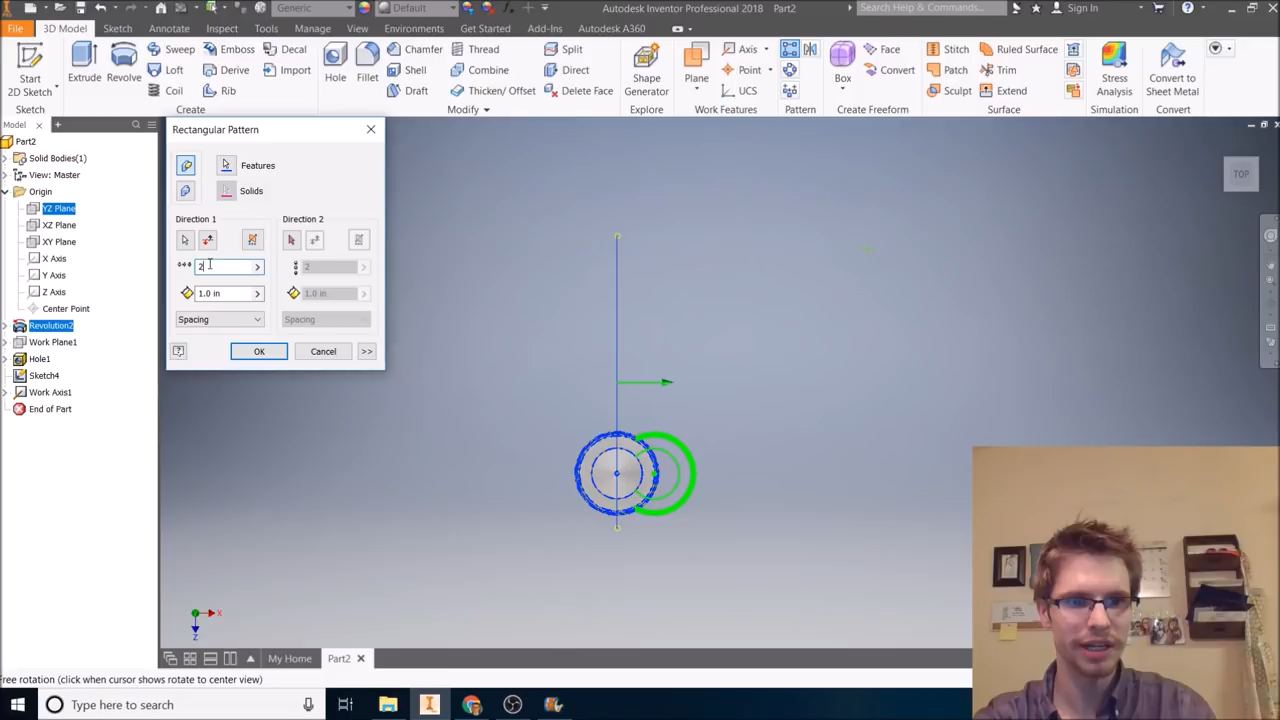 Generic
Default
Autodesk Inventor Professional 2018 Part2
Search Help & Commands...
Sign In
File
3D Model
Sketch
Annotate
Inspect
Tools
Manage
View
Environments
Get Started
Add-Ins
Autodesk A360
Start
2D Sketch
Sketch
Extrude
Revolve
Sweep
Loft
Coil
Emboss
Derive
Rib
Decal
Import
Create
Hole
Fillet
Chamfer
Shell
Draft
Thread
Combine
Thicken/ Offset
Split
Direct
Delete Face
Modify
Shape
Generator
Explore
Plane
Axis
Point
UCS
Work Features
Pattern
Box
Face
Convert
Create Freeform
Stitch
Patch
Sculpt
Ruled Surface
Trim
Extend
Surface
Stress
Analysis
Simulation
Convert to
Sheet Metal
Convert
Model
Part2
Solid Bodies(1)
View: Master
Origin
YZ Plane
XZ Plane
XY Plane
X Axis
Y Axis
Z Axis
Center Point
Revolution2
Work Plane1
Hole1
Sketch4
Work Axis1
End of Part
Rectangular Pattern
Features
Solids
Direction 1
Direction 2
2
2
1.0 in
1.0 in
Spacing
Spacing
OK
Cancel
>>
TOP
X
Z
My Home
Part2
Free rotation (click when cursor shows rotate to center view)
Type here to search